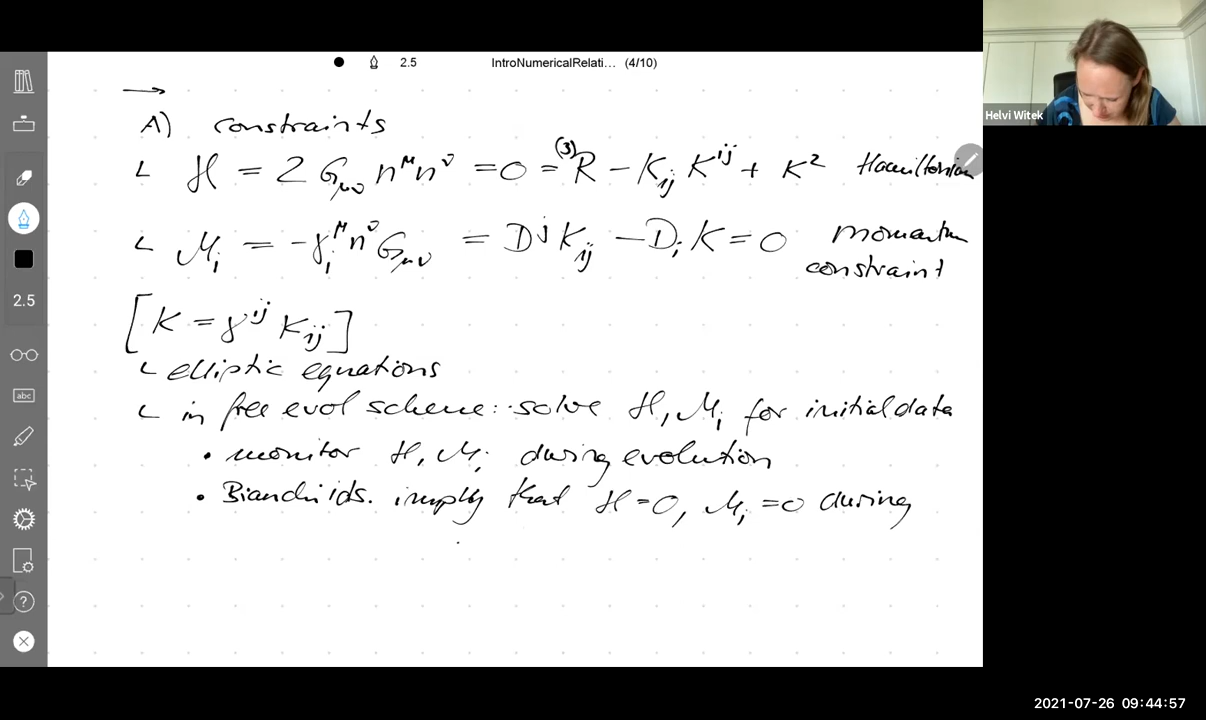 2.5 IntroNumericalRelati... (4/10)
Helvi Witek
→
A) constraints
ℋ = 2 G_μν n^μ n^ν = 0 = ^(3)R − K_ij K^ij + K² Hamiltonian
ℳ_i = −γ_i^μ n^ν G_μν = D^j K_ij − D_i K = 0 momentum
constraint
[K = γ^ij K_ij]
2.5
elliptic equations
abc
in free evol scheme: solve ℋ, ℳ_i for initial data
• monitor ℋ, ℳ_i during evolution
• Bianchi ids. imply that ℋ = 0, ℳ_i = 0 during
?
2021-07-26 09:44:57